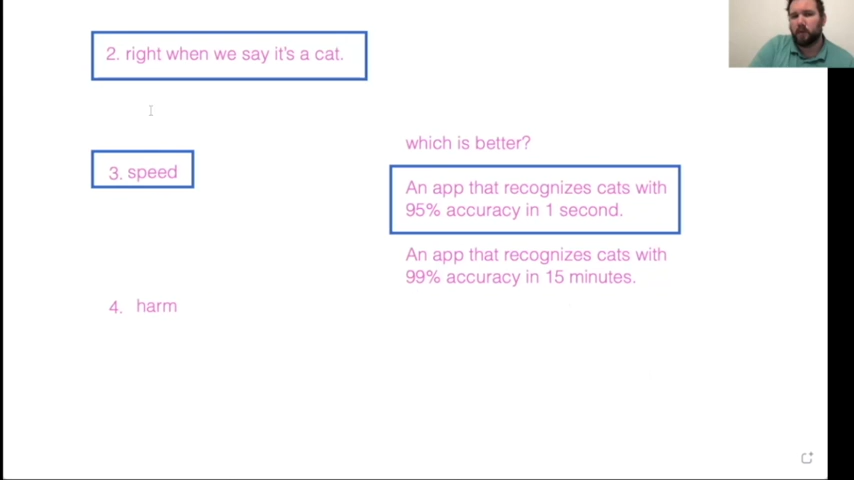 2. right when we say it's a cat.
which is better?
3. speed
An app that recognizes cats with
95% accuracy in 1 second.
An app that recognizes cats with
99% accuracy in 15 minutes.
4. harm